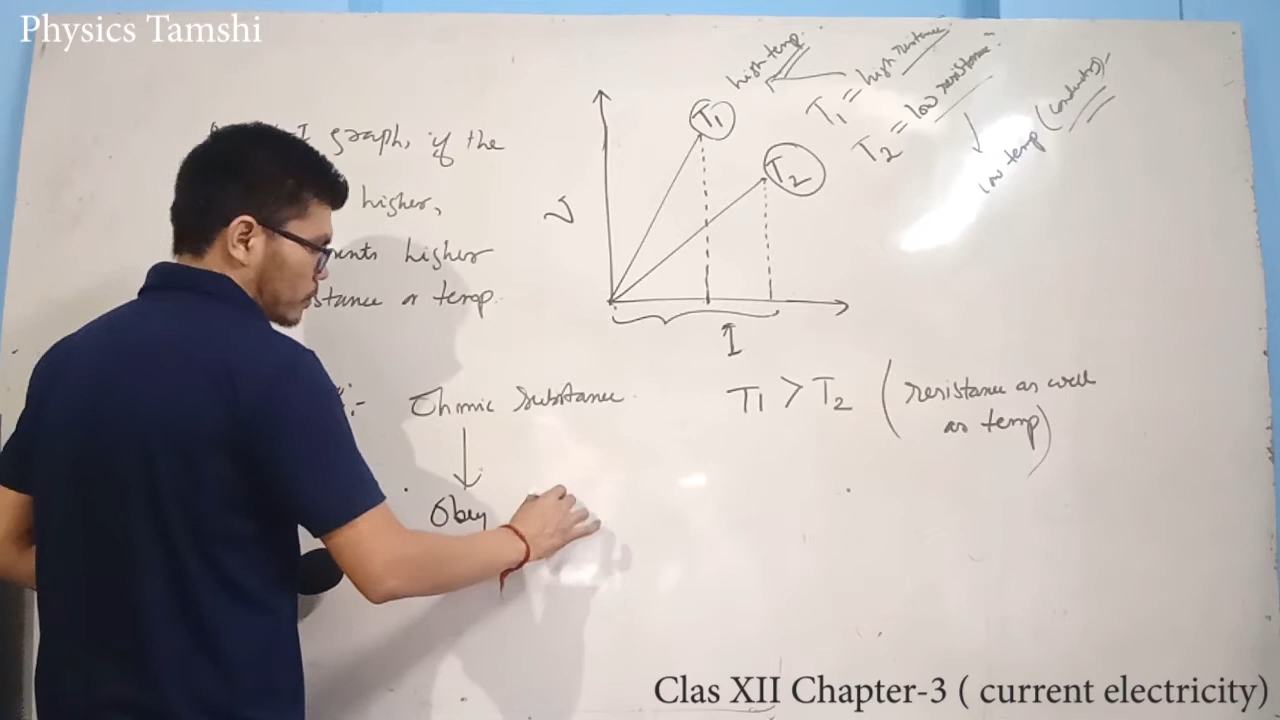 Physics Tamshi
I graph, if the
higher,
higher
or temp.
V
T1
T2
I
high temp.
T1 = high resistance
T2 = low resistance
low temp (conductors)
Ohmic substance
Obey
T1 > T2 ( resistance as well
as temp)
Clas XII Chapter-3 ( current electricity)